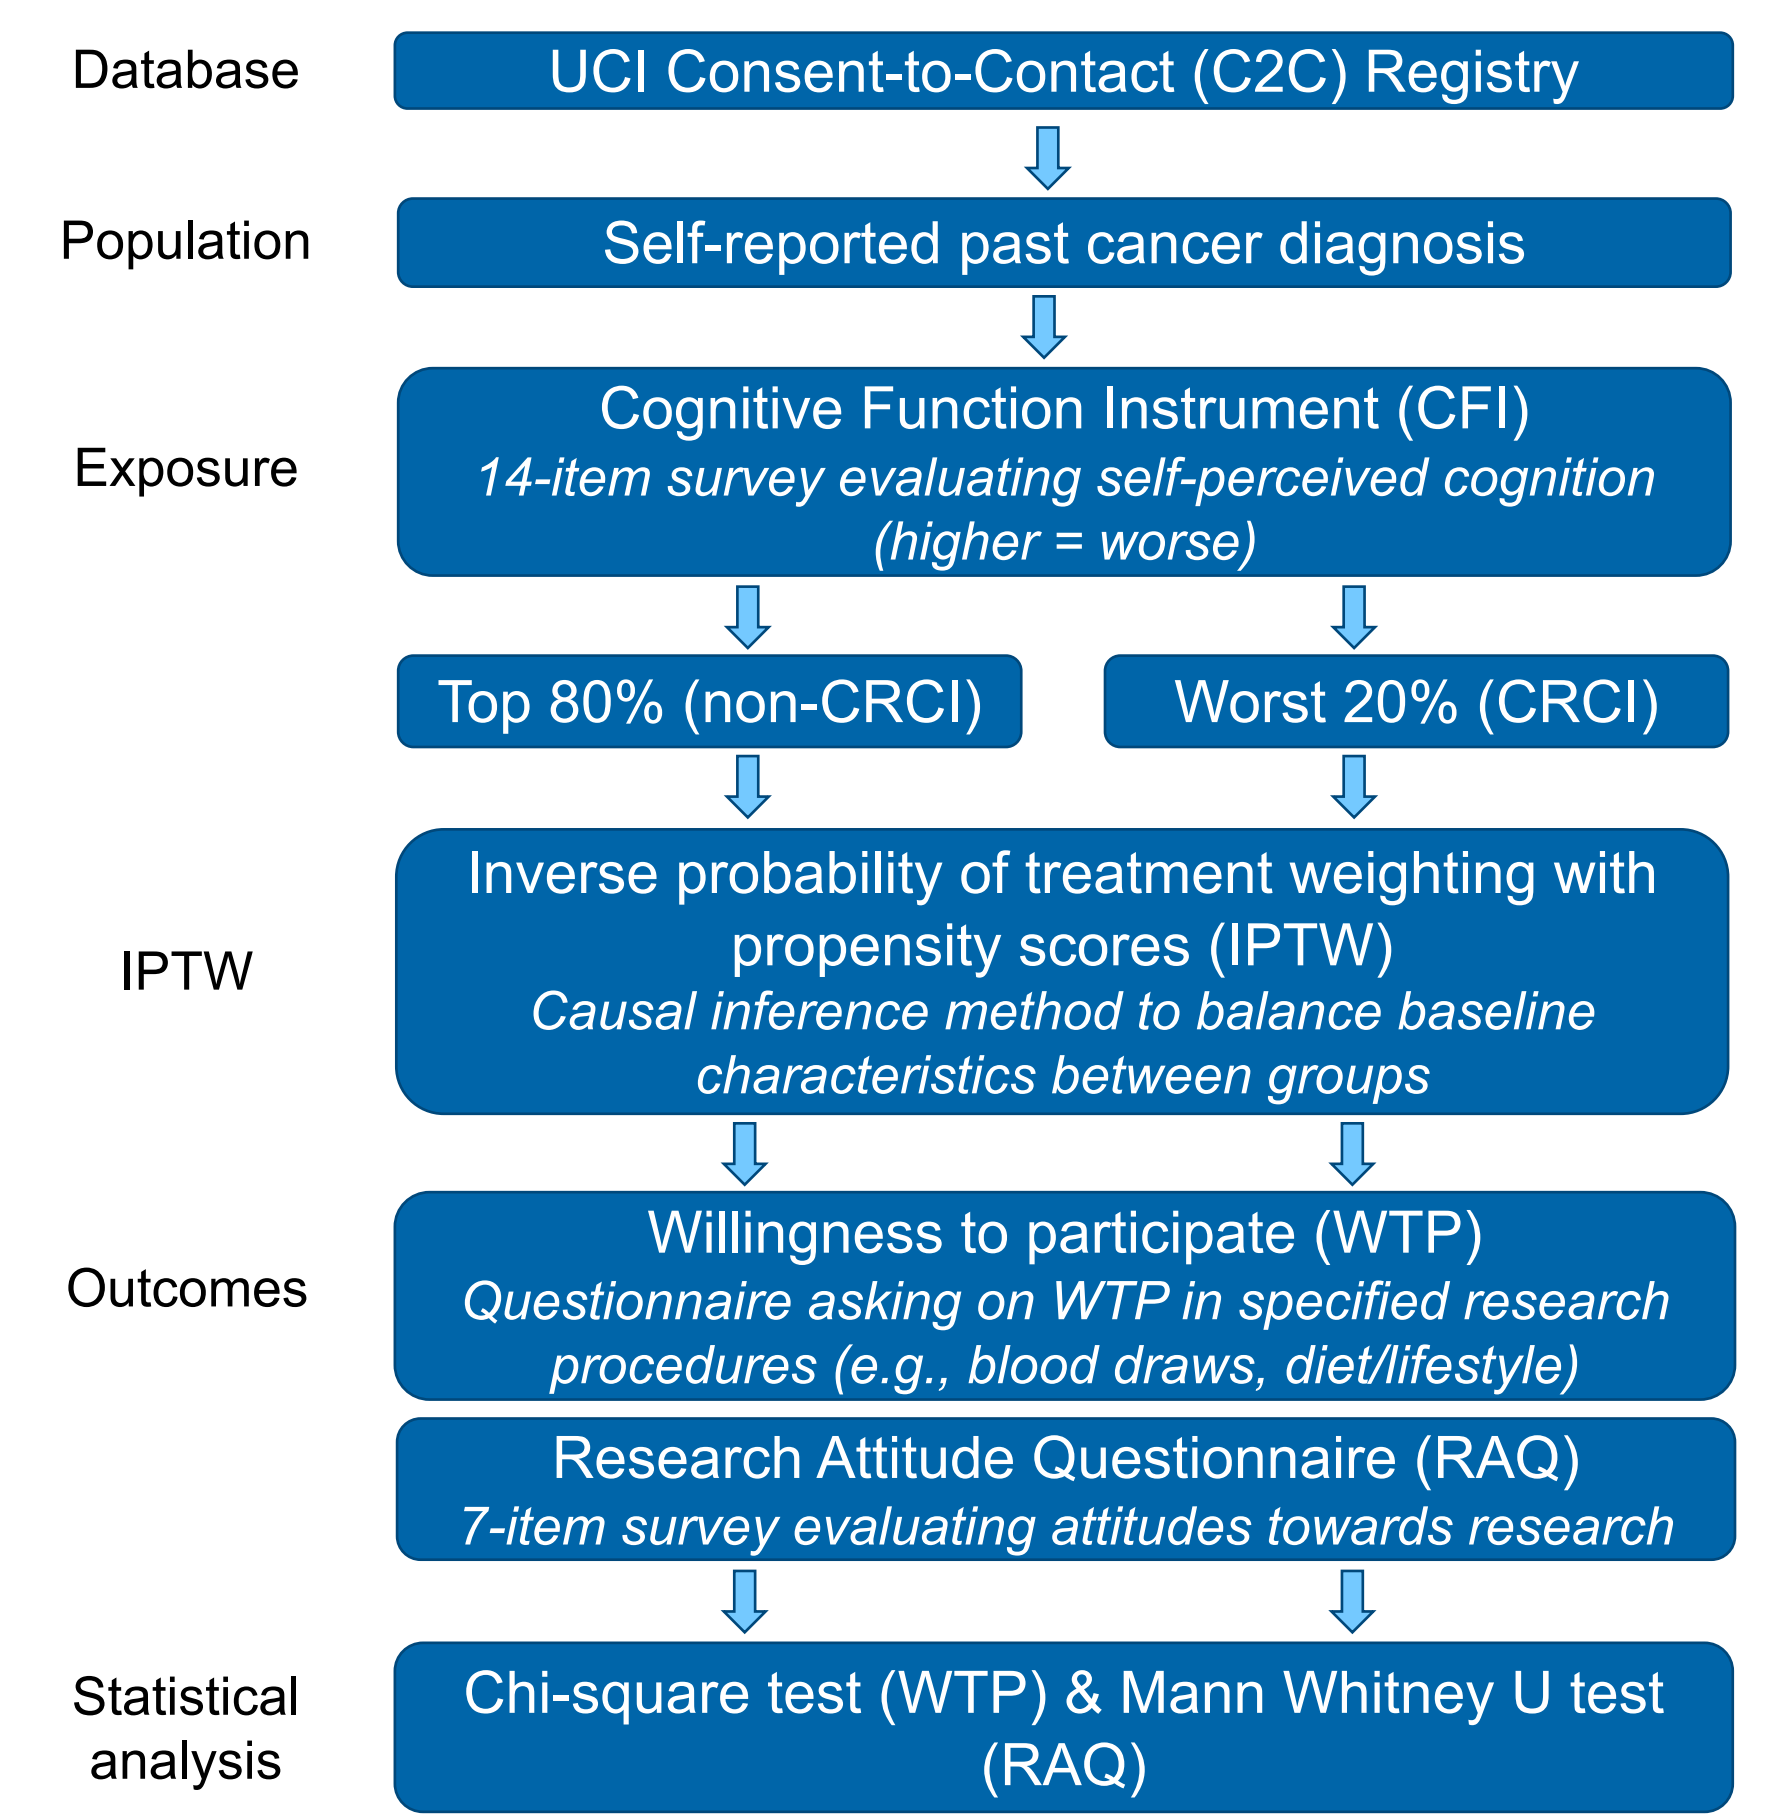 Database
UCI Consent-to-Contact (C2C) Registry
Population
Self-reported past cancer diagnosis
Exposure
Cognitive Function Instrument (CFI)
14-item survey evaluating self-perceived cognition
(higher = worse)
Top 80% (non-CRCI)
Worst 20% (CRCI)
IPTW
Inverse probability of treatment weighting with
propensity scores (IPTW)
Causal inference method to balance baseline
characteristics between groups
Outcomes
Willingness to participate (WTP)
Questionnaire asking on WTP in specified research
procedures (e.g., blood draws, diet/lifestyle)
Research Attitude Questionnaire (RAQ)
7-item survey evaluating attitudes towards research
Statistical
analysis
Chi-square test (WTP) & Mann Whitney U test
(RAQ)